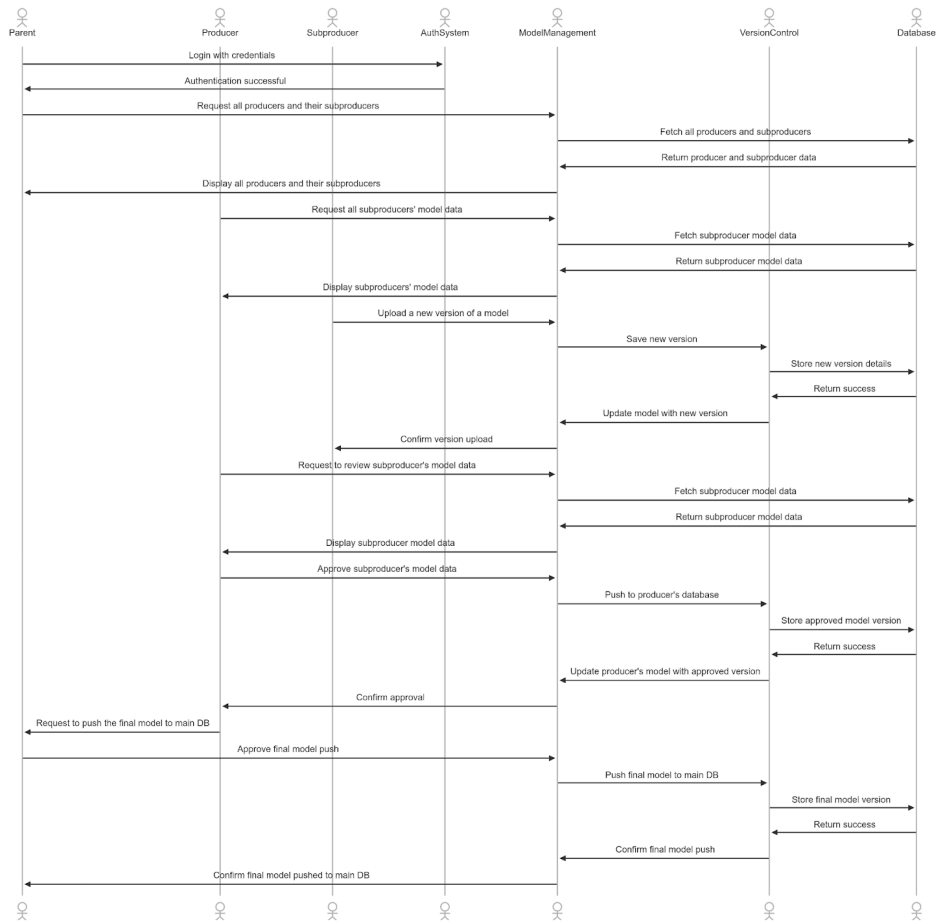 Parent Producer Subproducer AuthSystem ModelManagement VersionControl Database
Login with credentials
Authentication successful
Request all producers and their subproducers
Fetch all producers and subproducers
Return producer and subproducer data
Display all producers and their subproducers
Request all subproducers' model data
Fetch subproducer model data
Return subproducer model data
Display subproducers' model data
Upload a new version of a model
Save new version
Store new version details
Return success
Update model with new version
Confirm version upload
Request to review subproducer's model data
Fetch subproducer model data
Return subproducer model data
Display subproducer model data
Approve subproducer's model data
Push to producer's database
Store approved model version
Return success
Update producer's model with approved version
Confirm approval
Request to push the final model to main DB
Approve final model push
Push final model to main DB
Store final model version
Return success
Confirm final model push
Confirm final model pushed to main DB